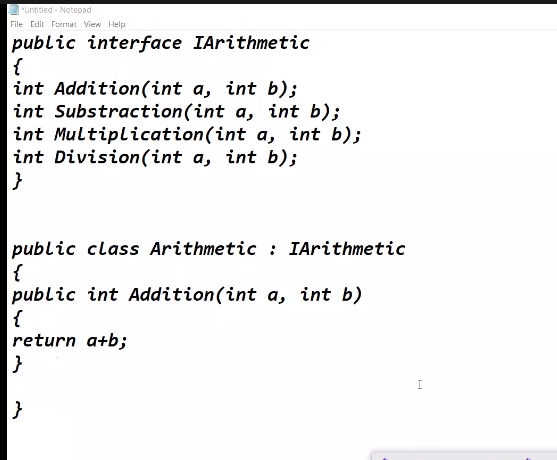 *Untitled - Notepad
File Edit Format View Help
public interface IArithmetic
{
int Addition(int a, int b);
int Substraction(int a, int b);
int Multiplication(int a, int b);
int Division(int a, int b);
}
public class Arithmetic : IArithmetic
{
public int Addition(int a, int b)
{
return a+b;
}
}